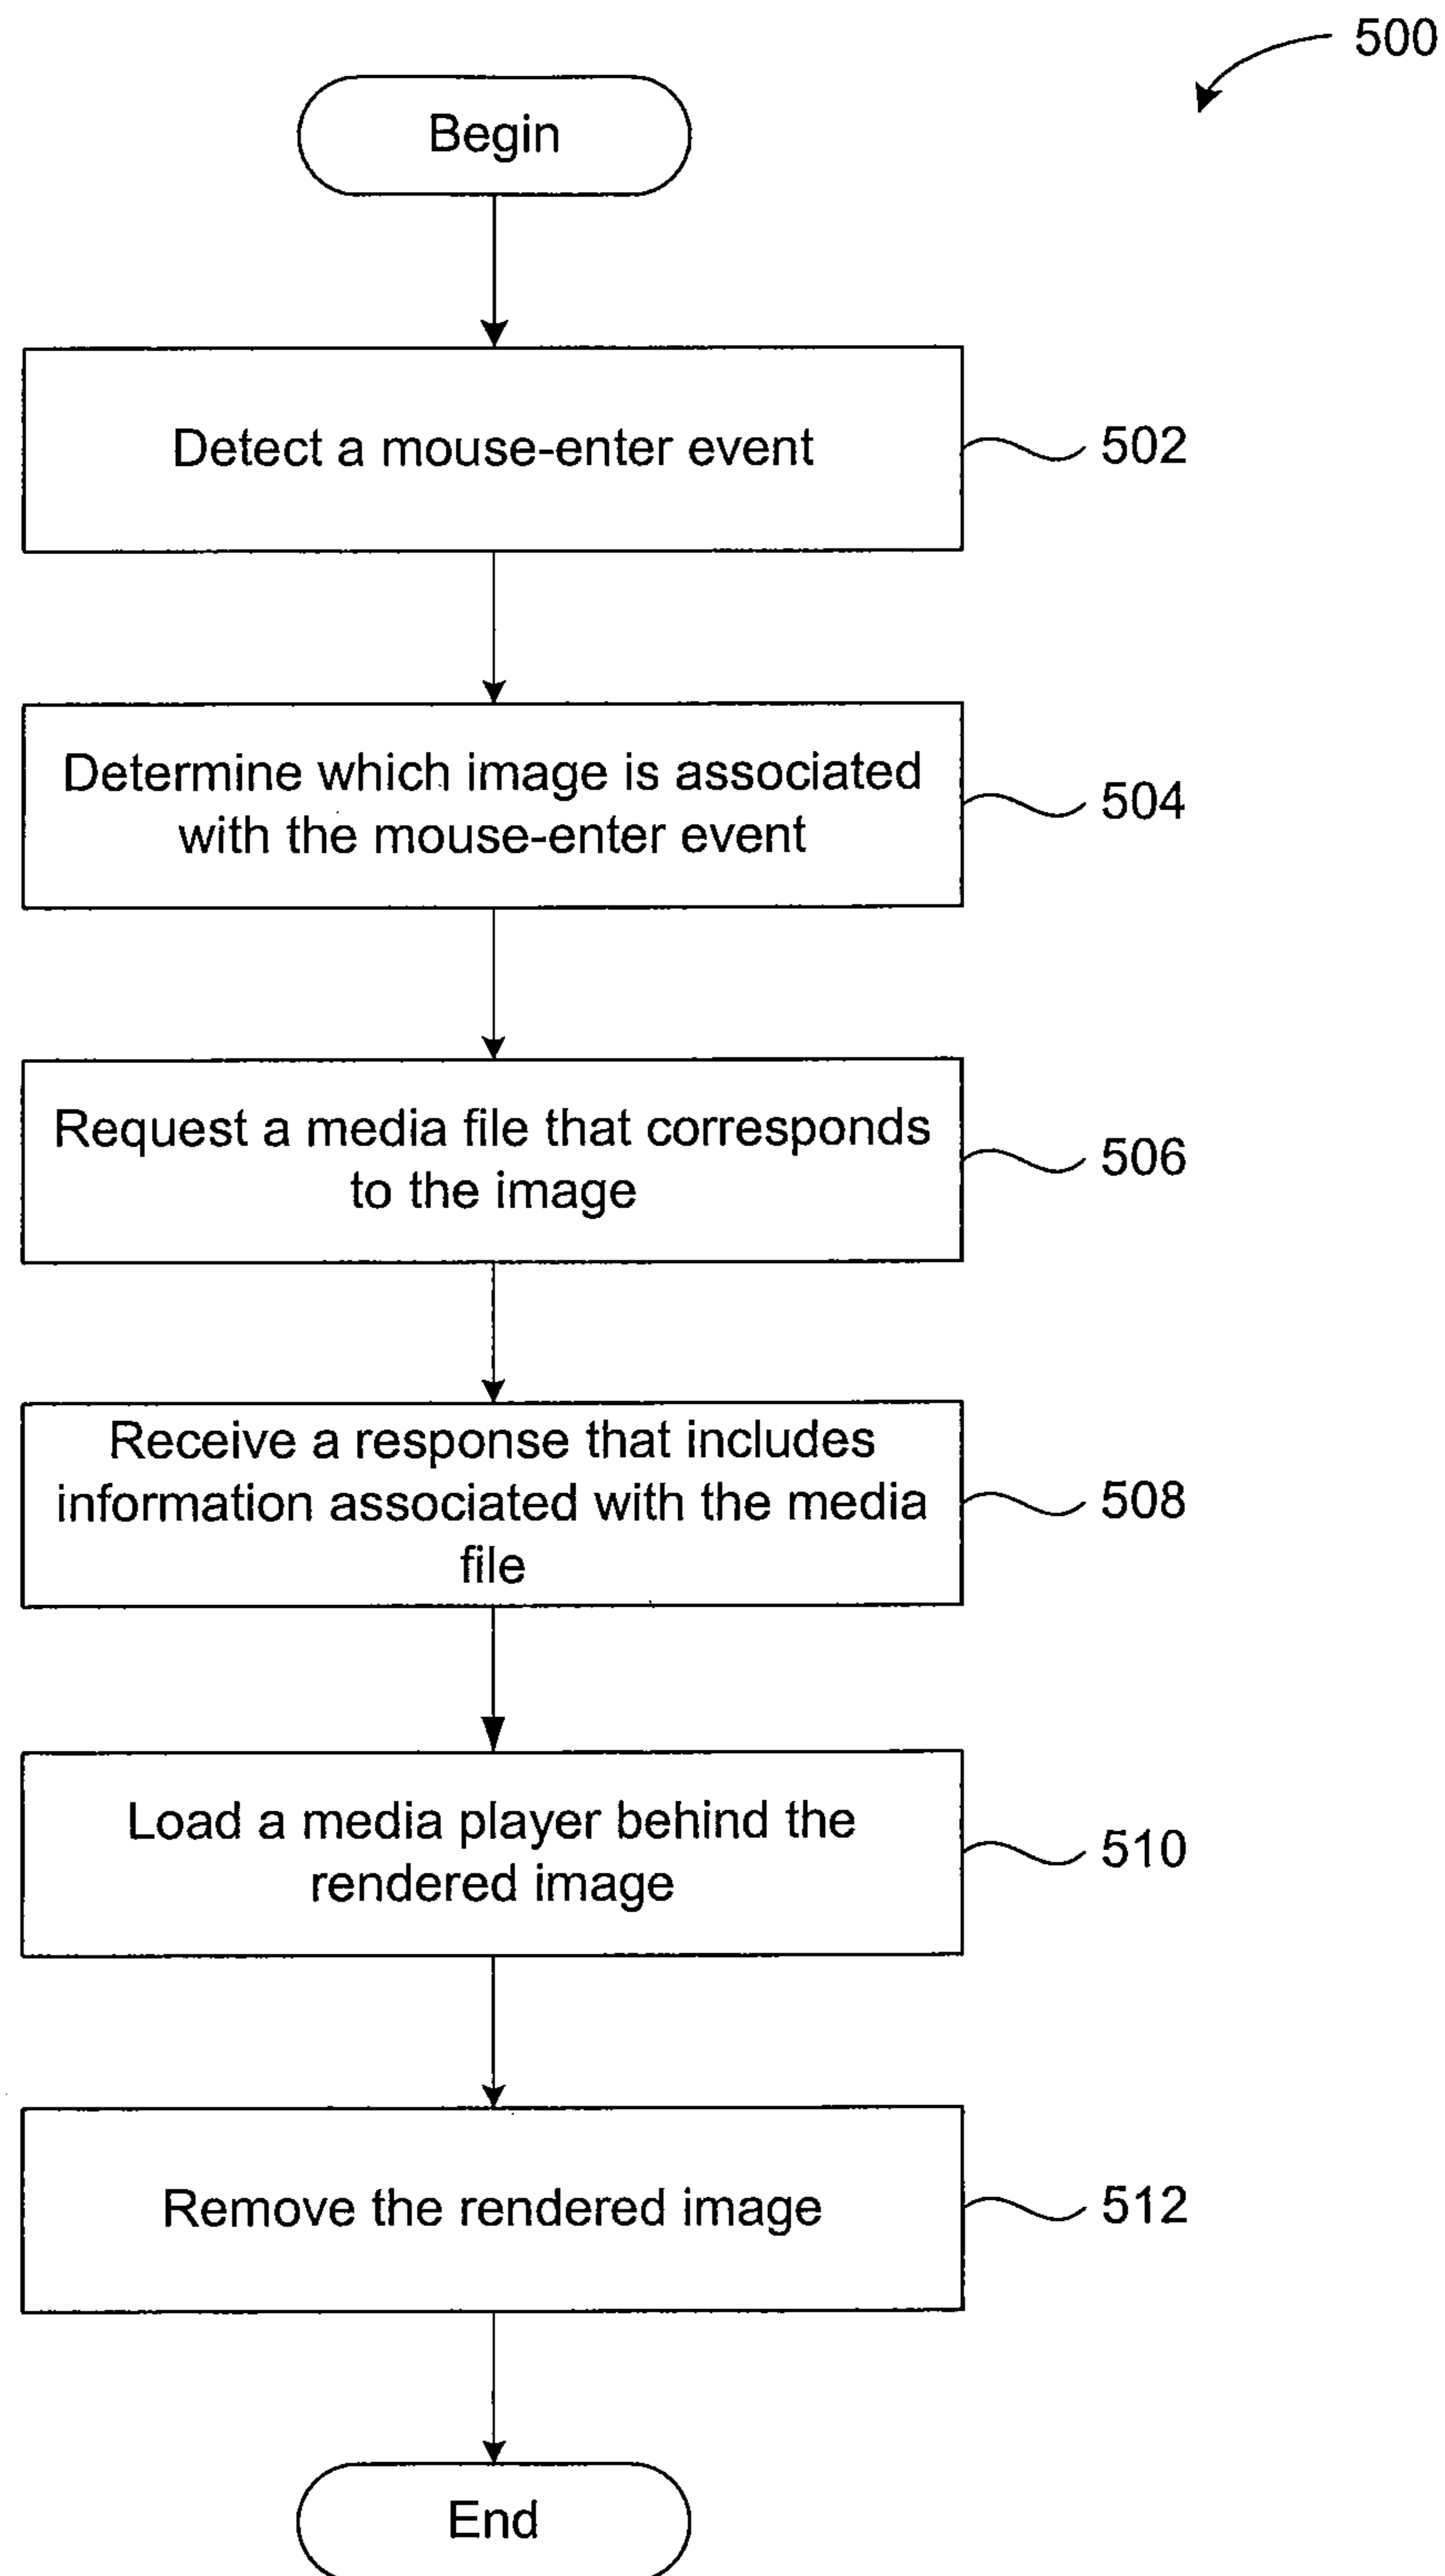 500
Begin
Detect a mouse-enter event
502
Determine which image is associated
with the mouse-enter event
504
Request a media file that corresponds
to the image
506
Receive a response that includes
information associated with the media
file
508
Load a media player behind the
rendered image
510
Remove the rendered image
512
End